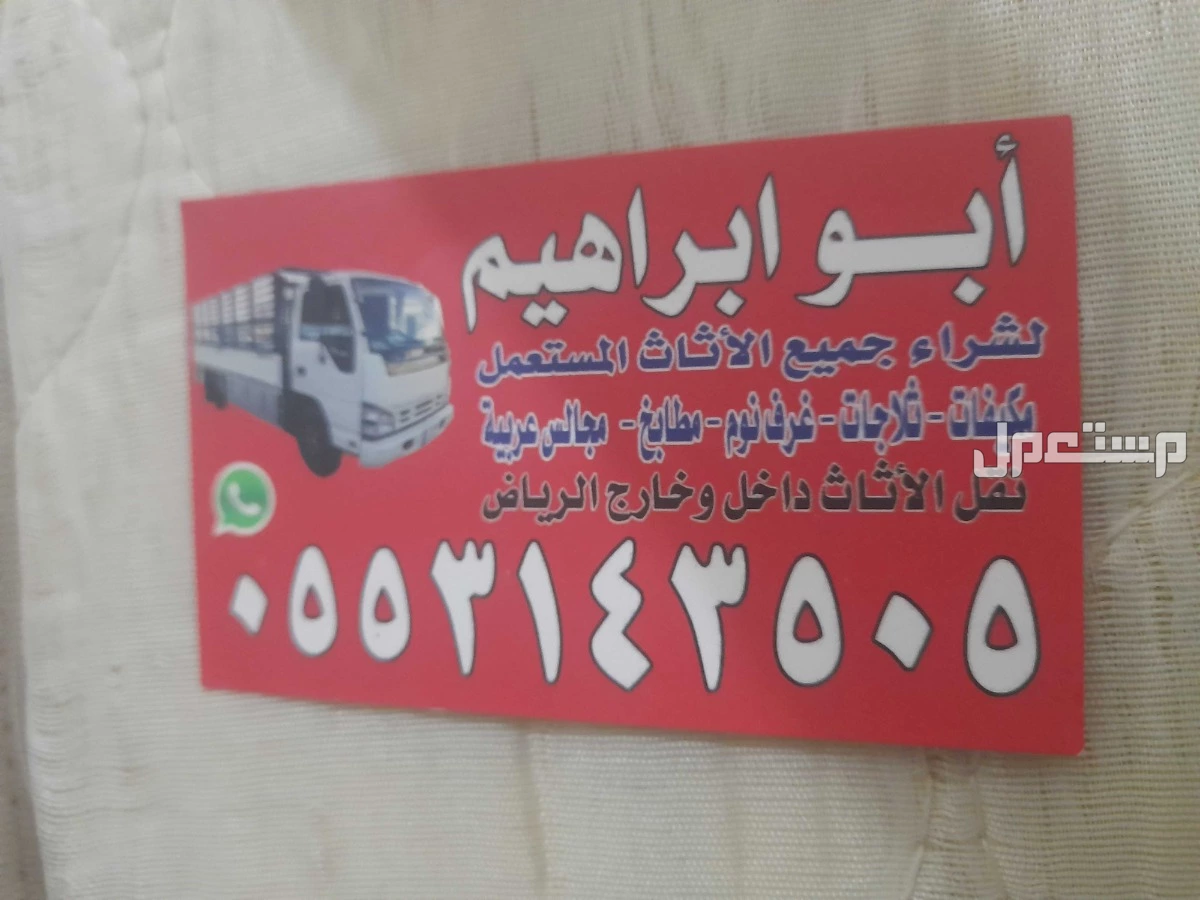 أبو ابراهيم
لشراء جميع الأثاث المستعمل
مكيفات - ثلاجات - غرف نوم - مطابخ - مجالس عربية
نقل الأثاث داخل وخارج الرياض
٠٥٥٣١٤٣٥٠٥
مستعمل